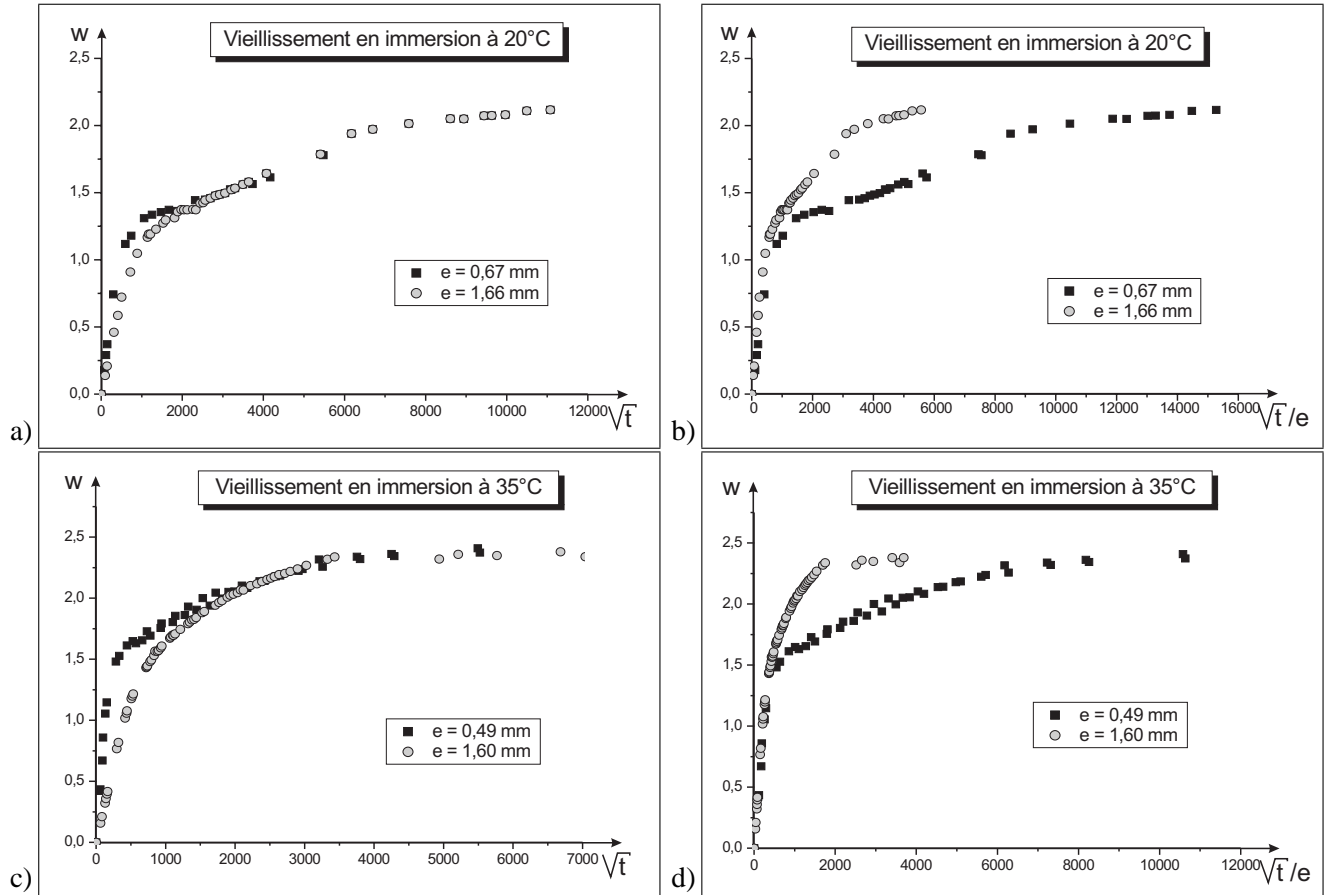 a)
W
Vieillissement en immersion à 20°C
2,5
2,0
1,5
1,0
0,5
0,0
e = 0,67 mm
e = 1,66 mm
0 2000 4000 6000 8000 10000 12000
√t
b)
W
Vieillissement en immersion à 20°C
2,5
2,0
1,5
1,0
0,5
0,0
e = 0,67 mm
e = 1,66 mm
0 2000 4000 6000 8000 10000 12000 14000 16000
√t /e
c)
W
Vieillissement en immersion à 35°C
2,5
2,0
1,5
1,0
0,5
0,0
e = 0,49 mm
e = 1,60 mm
0 1000 2000 3000 4000 5000 6000 7000
√t
d)
W
Vieillissement en immersion à 35°C
2,5
2,0
1,5
1,0
0,5
0,0
e = 0,49 mm
e = 1,60 mm
0 2000 4000 6000 8000 10000 12000
√t /e